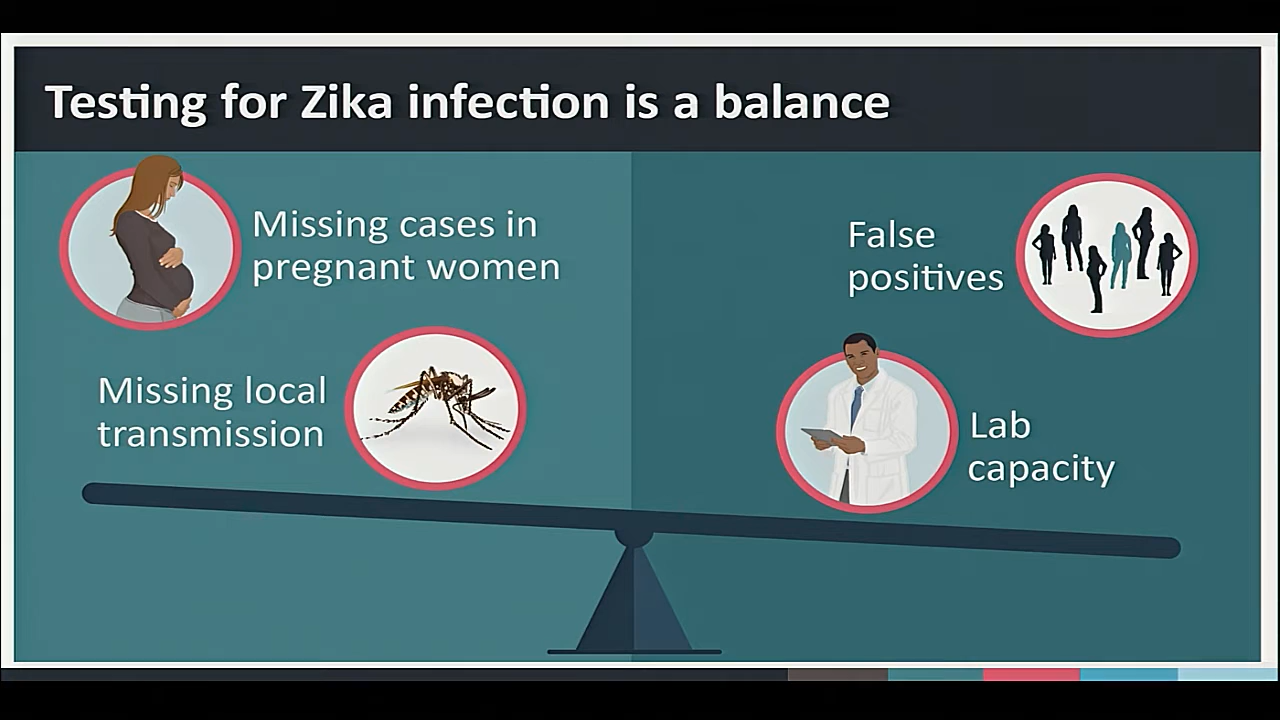 Testing for Zika infection is a balance
Missing cases in
pregnant women
Missing local
transmission
False
positives
Lab
capacity